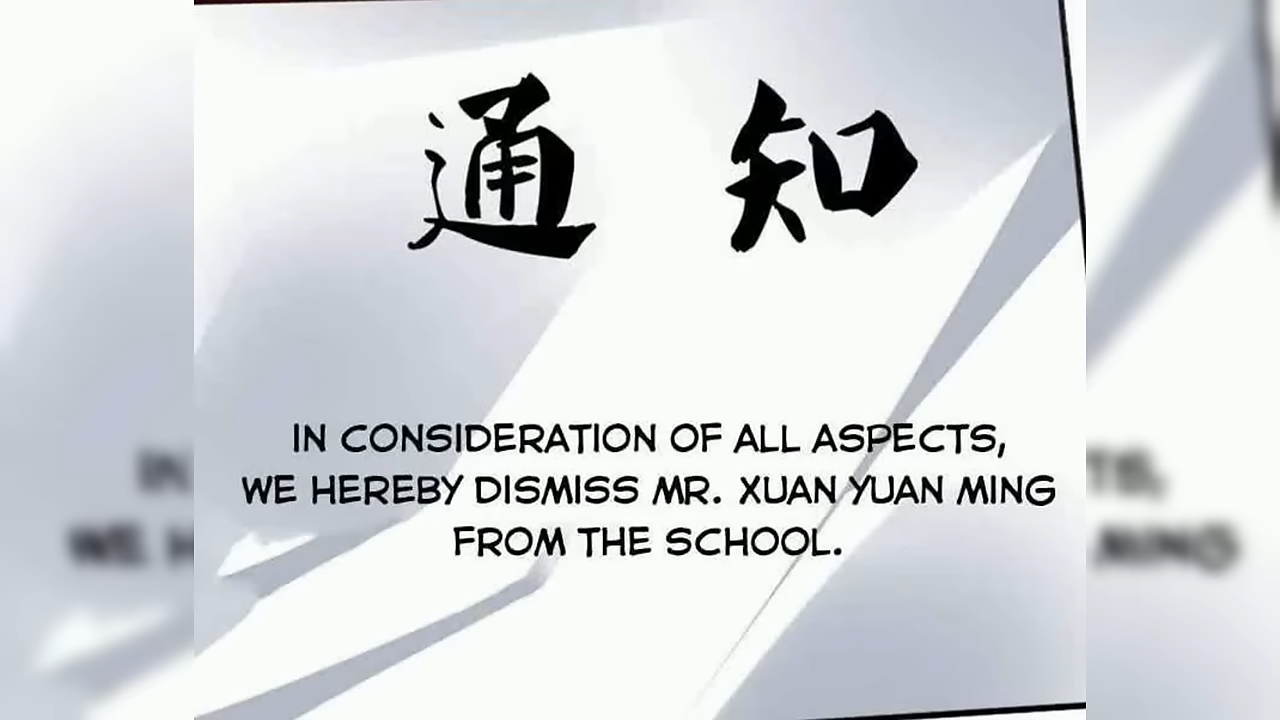 通 知
IN CONSIDERATION OF ALL ASPECTS,
WE HEREBY DISMISS MR. XUAN YUAN MING
FROM THE SCHOOL.